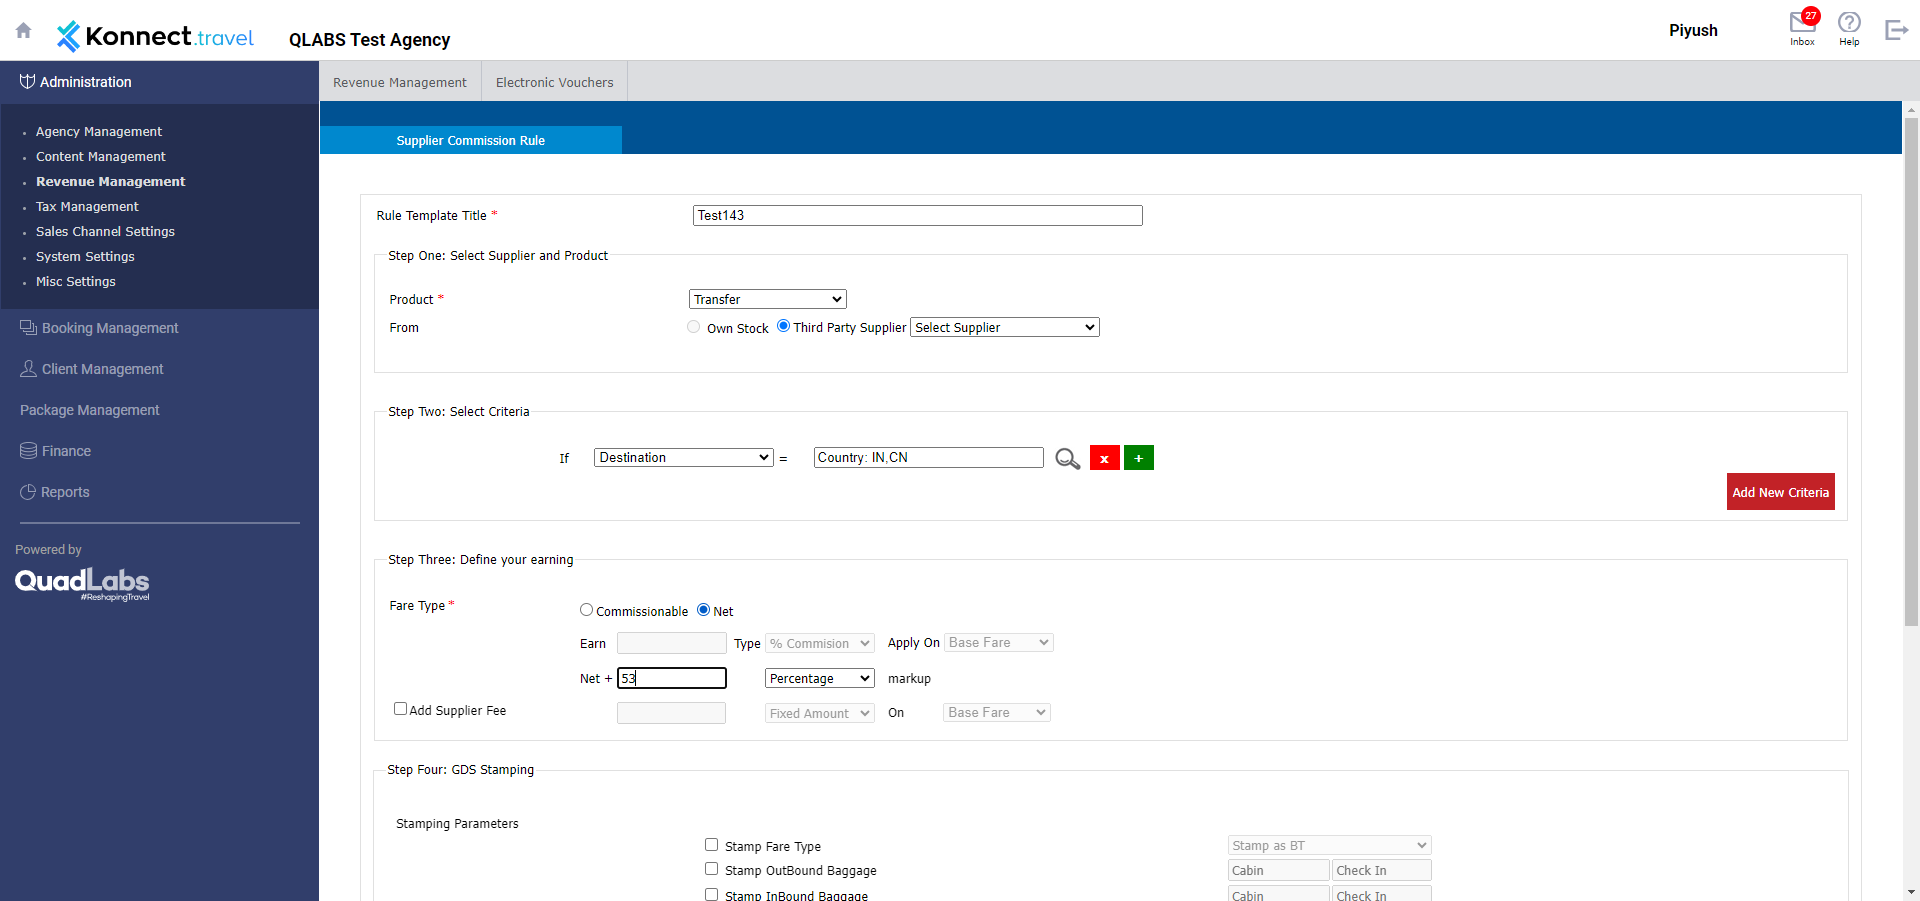 Konnect.travel
QLABS Test Agency
Piyush
27
Inbox
Help
Administration
Agency Management
Content Management
Revenue Management
Tax Management
Sales Channel Settings
System Settings
Misc Settings
Booking Management
Client Management
Package Management
Finance
Reports
Powered by
QuadLabs
#ReshapingTravel
Revenue Management
Electronic Vouchers
Supplier Commission Rule
Rule Template Title * Test143
Step One: Select Supplier and Product
Product * Transfer
From Own Stock Third Party Supplier Select Supplier
Step Two: Select Criteria
If Destination = Country: IN,CN x +
Add New Criteria
Step Three: Define your earning
Fare Type * Commissionable Net
Earn Type % Commision Apply On Base Fare
Net + 53 Percentage markup
Add Supplier Fee Fixed Amount On Base Fare
Step Four: GDS Stamping
Stamping Parameters
Stamp Fare Type Stamp as BT
Stamp OutBound Baggage Cabin Check In
Stamp InBound Baggage Cabin Check In